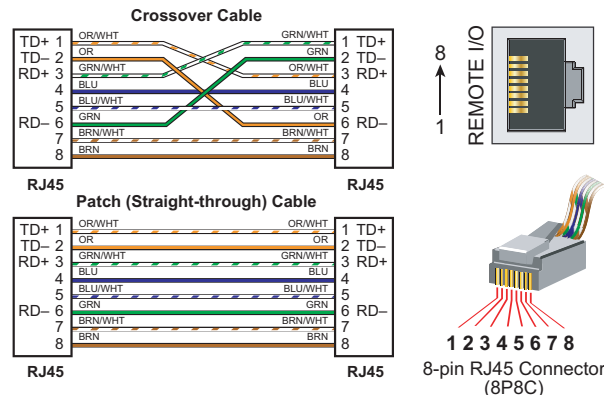 Crossover Cable
TD+ 1 OR/WHT GRN/WHT 1 TD+
TD– 2 OR GRN 2 TD–
RD+ 3 GRN/WHT OR/WHT 3 RD+
4 BLU BLU 4
5 BLU/WHT BLU/WHT 5
RD– 6 GRN OR 6 RD–
7 BRN/WHT BRN/WHT 7
8 BRN BRN 8
RJ45 RJ45
8
1
REMOTE I/O
Patch (Straight-through) Cable
TD+ 1 OR/WHT OR/WHT 1 TD+
TD– 2 OR OR 2 TD–
RD+ 3 GRN/WHT GRN/WHT 3 RD+
4 BLU BLU 4
5 BLU/WHT BLU/WHT 5
RD– 6 GRN GRN 6 RD–
7 BRN/WHT BRN/WHT 7
8 BRN BRN 8
RJ45 RJ45
1 2 3 4 5 6 7 8
8-pin RJ45 Connector
(8P8C)